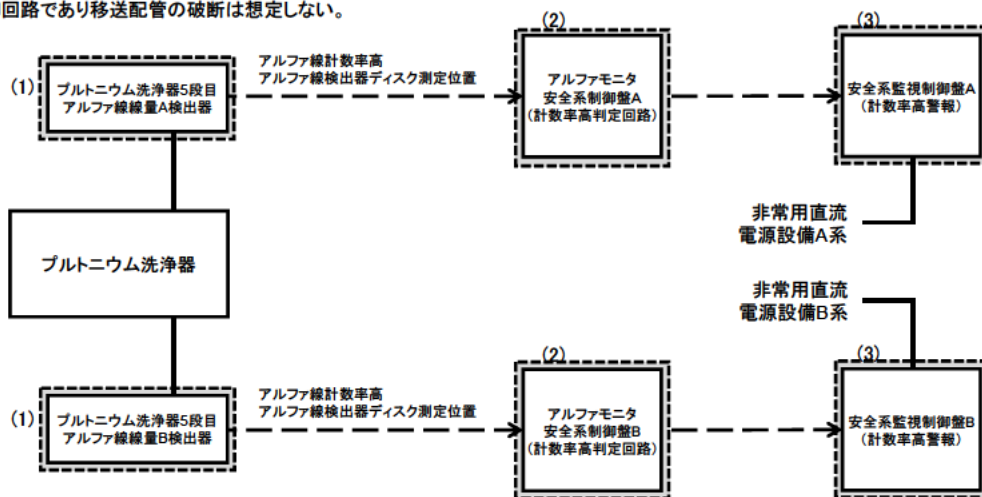 回路であり移送配管の破断は想定しない。
(1)
プルトニウム洗浄器5段目
アルファ線線量A検出器
アルファ線計数率高
アルファ線検出器ディスク測定位置
(2)
アルファモニタ
安全系制御盤A
(計数率高判定回路)
(3)
安全系監視制御盤A
(計数率高警報)
非常用直流
電源設備A系
プルトニウム洗浄器
非常用直流
電源設備B系
(1)
プルトニウム洗浄器5段目
アルファ線線量B検出器
アルファ線計数率高
アルファ線検出器ディスク測定位置
(2)
アルファモニタ
安全系制御盤B
(計数率高判定回路)
(3)
安全系監視制御盤B
(計数率高警報)